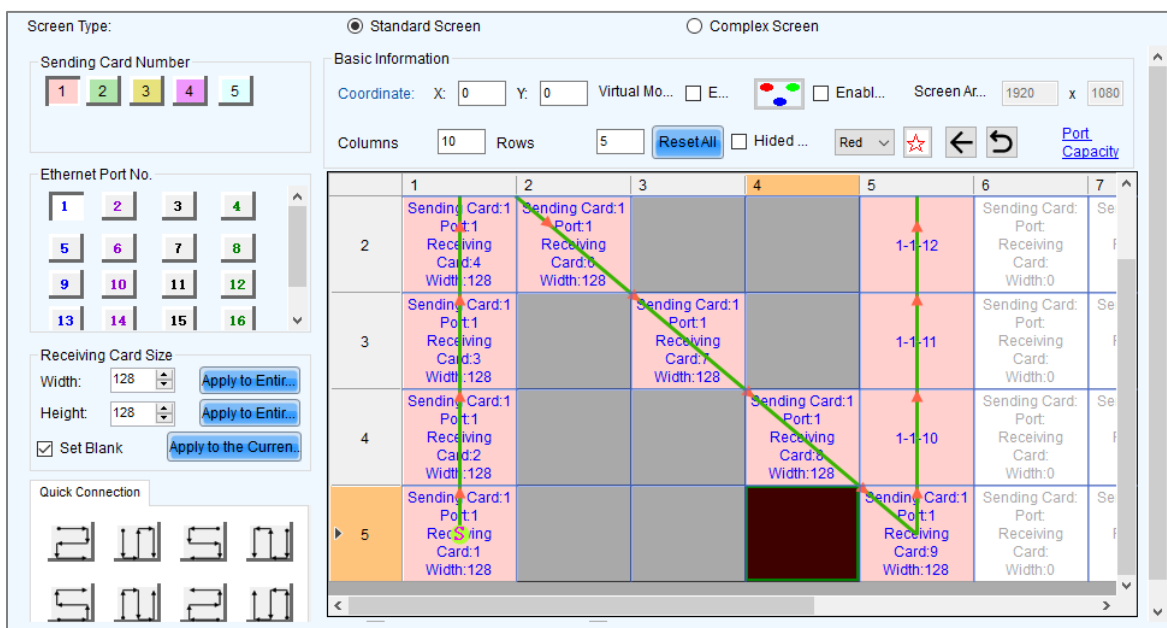 Screen Type:
Standard Screen
Complex Screen
Sending Card Number
1 2 3 4 5
Basic Information
Coordinate: X: 0 Y: 0 Virtual Mo... E... Enabl... Screen Ar... 1920 x 1080
Columns 10 Rows 5 Reset All Hided ... Red Port
Capacity
Ethernet Port No.
1 2 3 4
5 6 7 8
9 10 11 12
13 14 15 16
Receiving Card Size
Width: 128 Apply to Entir...
Height: 128 Apply to Entir...
Set Blank Apply to the Curren...
Quick Connection
1 2 3 4 5 6 7
2
Sending Card:1
Port:1
Receiving
Card:4
Width:128
Sending Card:1
Port:1
Receiving
Card:6
Width:128
1-1-12
Sending Card:
Port:
Receiving
Card:
Width:0
Se
3
Sending Card:1
Port:1
Receiving
Card:3
Width:128
Sending Card:1
Port:1
Receiving
Card:7
Width:128
1-1-11
Sending Card:
Port:
Receiving
Card:
Width:0
Se
4
Sending Card:1
Port:1
Receiving
Card:2
Width:128
Sending Card:1
Port:1
Receiving
Card:8
Width:128
1-1-10
Sending Card:
Port:
Receiving
Card:
Width:0
Se
5
Sending Card:1
Port:1
Receiving
S
Card:1
Width:128
Sending Card:1
Port:1
Receiving
Card:9
Width:128
Sending Card:
Port:
Receiving
Card:
Width:0
Se